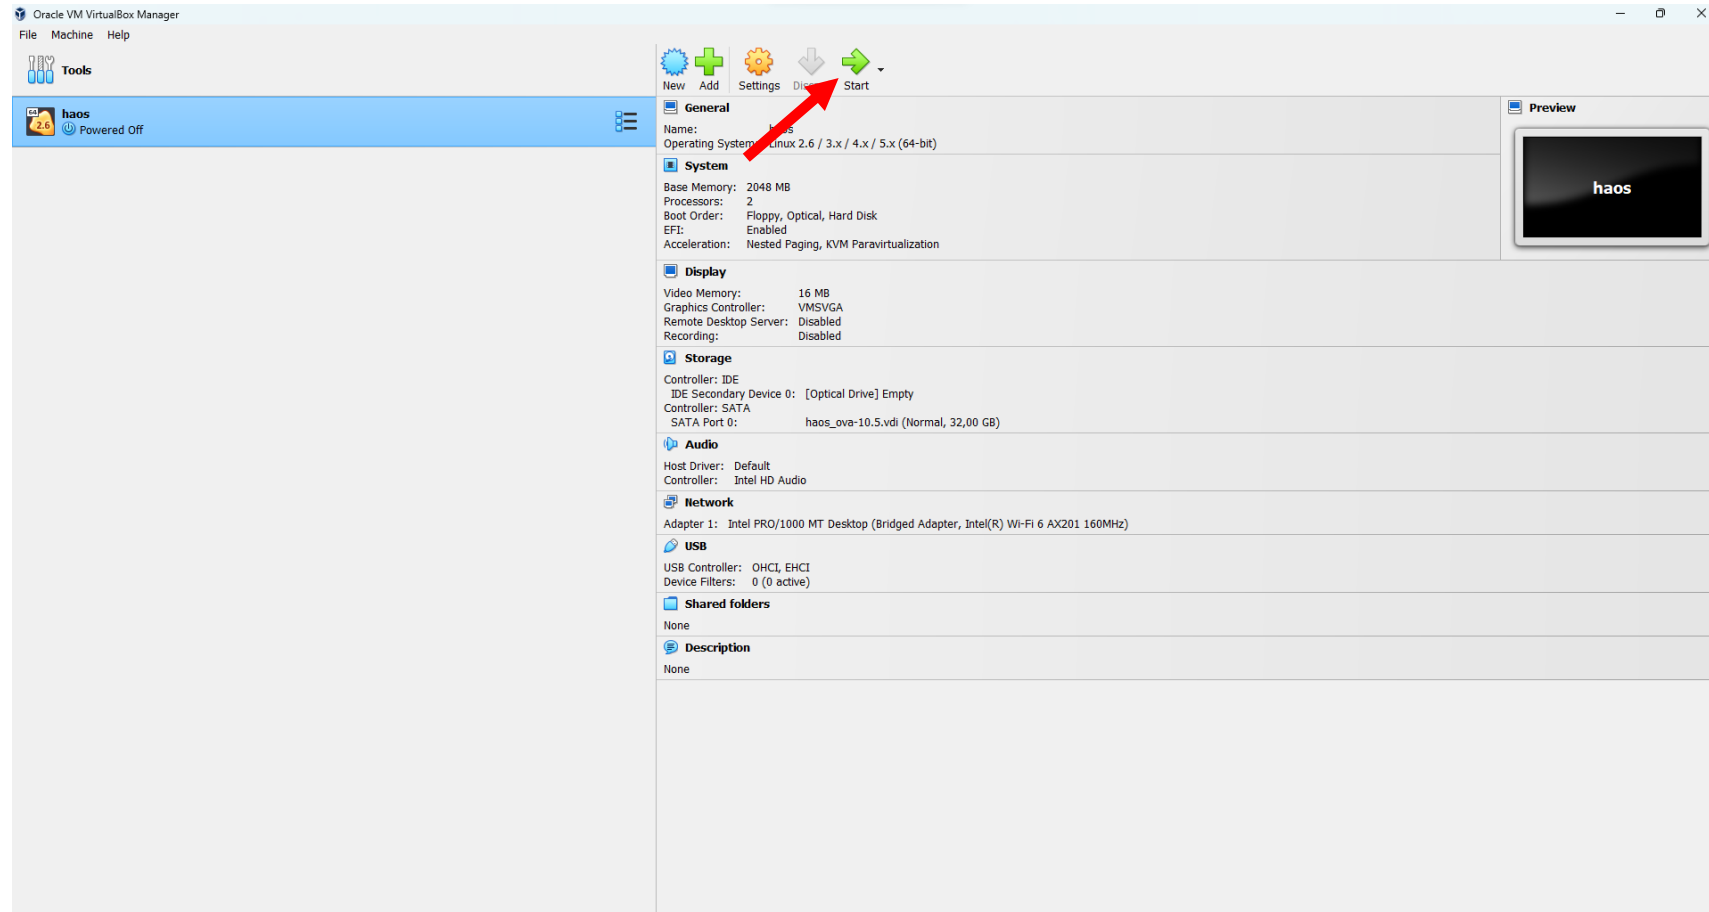 Oracle VM VirtualBox Manager
File Machine Help
Tools
New Add Settings Start
64
2.6
haos
Powered Off
General
Name:
Operating System: Linux 2.6 / 3.x / 4.x / 5.x (64-bit)
Preview
haos
System
Base Memory: 2048 MB
Processors: 2
Boot Order: Floppy, Optical, Hard Disk
EFI: Enabled
Acceleration: Nested Paging, KVM Paravirtualization
Display
Video Memory: 16 MB
Graphics Controller: VMSVGA
Remote Desktop Server: Disabled
Recording: Disabled
Storage
Controller: IDE
IDE Secondary Device 0: [Optical Drive] Empty
Controller: SATA
SATA Port 0: haos_ova-10.5.vdi (Normal, 32,00 GB)
Audio
Host Driver: Default
Controller: Intel HD Audio
Network
Adapter 1: Intel PRO/1000 MT Desktop (Bridged Adapter, Intel(R) Wi-Fi 6 AX201 160MHz)
USB
USB Controller: OHCI, EHCI
Device Filters: 0 (0 active)
Shared folders
None
Description
None